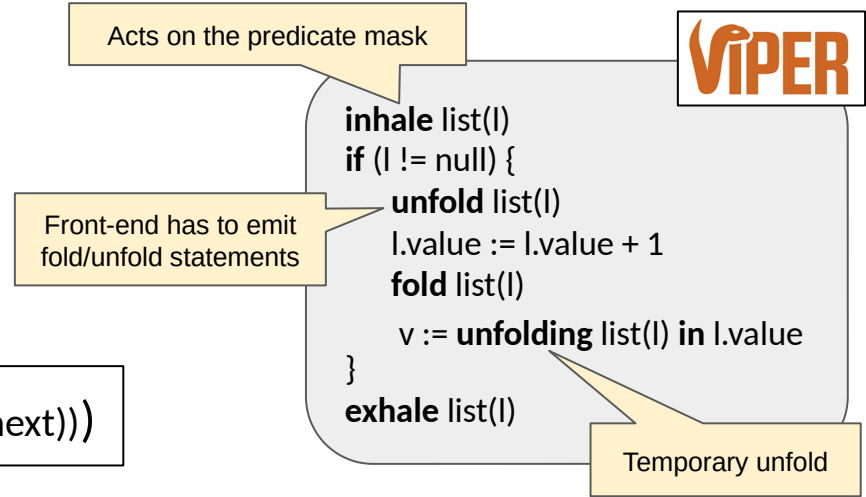 Acts on the predicate mask
VIPER
inhale list(l)
if (l != null) {
unfold list(l)
Front-end has to emit
fold/unfold statements
l.value := l.value + 1
fold list(l)
v := unfolding list(l) in l.value
}
exhale list(l)
next)))
Temporary unfold